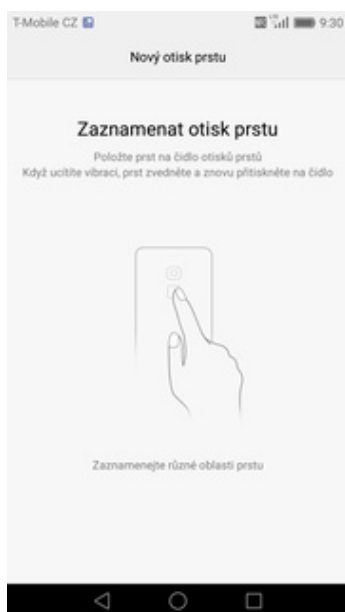 T-Mobile CZ 9:30
Nový otisk prstu
Zaznamenat otisk prstu
Položte prst na čidlo otisků prstů
Když ucítíte vibraci, prst zvedněte a znovu přitiskněte na čidlo
Zaznamenejte různé oblasti prstu